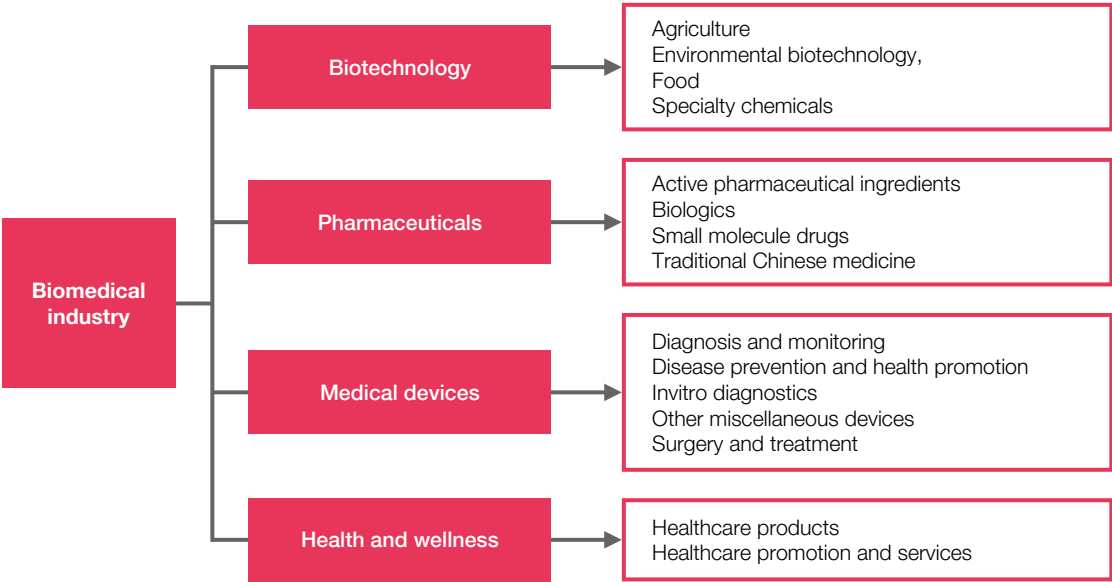 Biomedical
industry
Biotechnology
Agriculture
Environmental biotechnology,
Food
Specialty chemicals
Pharmaceuticals
Active pharmaceutical ingredients
Biologics
Small molecule drugs
Traditional Chinese medicine
Medical devices
Diagnosis and monitoring
Disease prevention and health promotion
Invitro diagnostics
Other miscellaneous devices
Surgery and treatment
Health and wellness
Healthcare products
Healthcare promotion and services